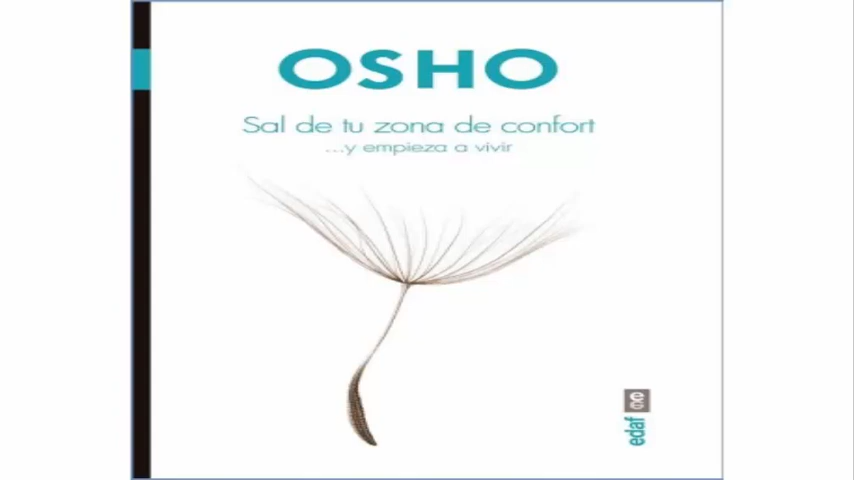 OSHO
Sal de tu zona de confort
...y empieza a vivir
edaf